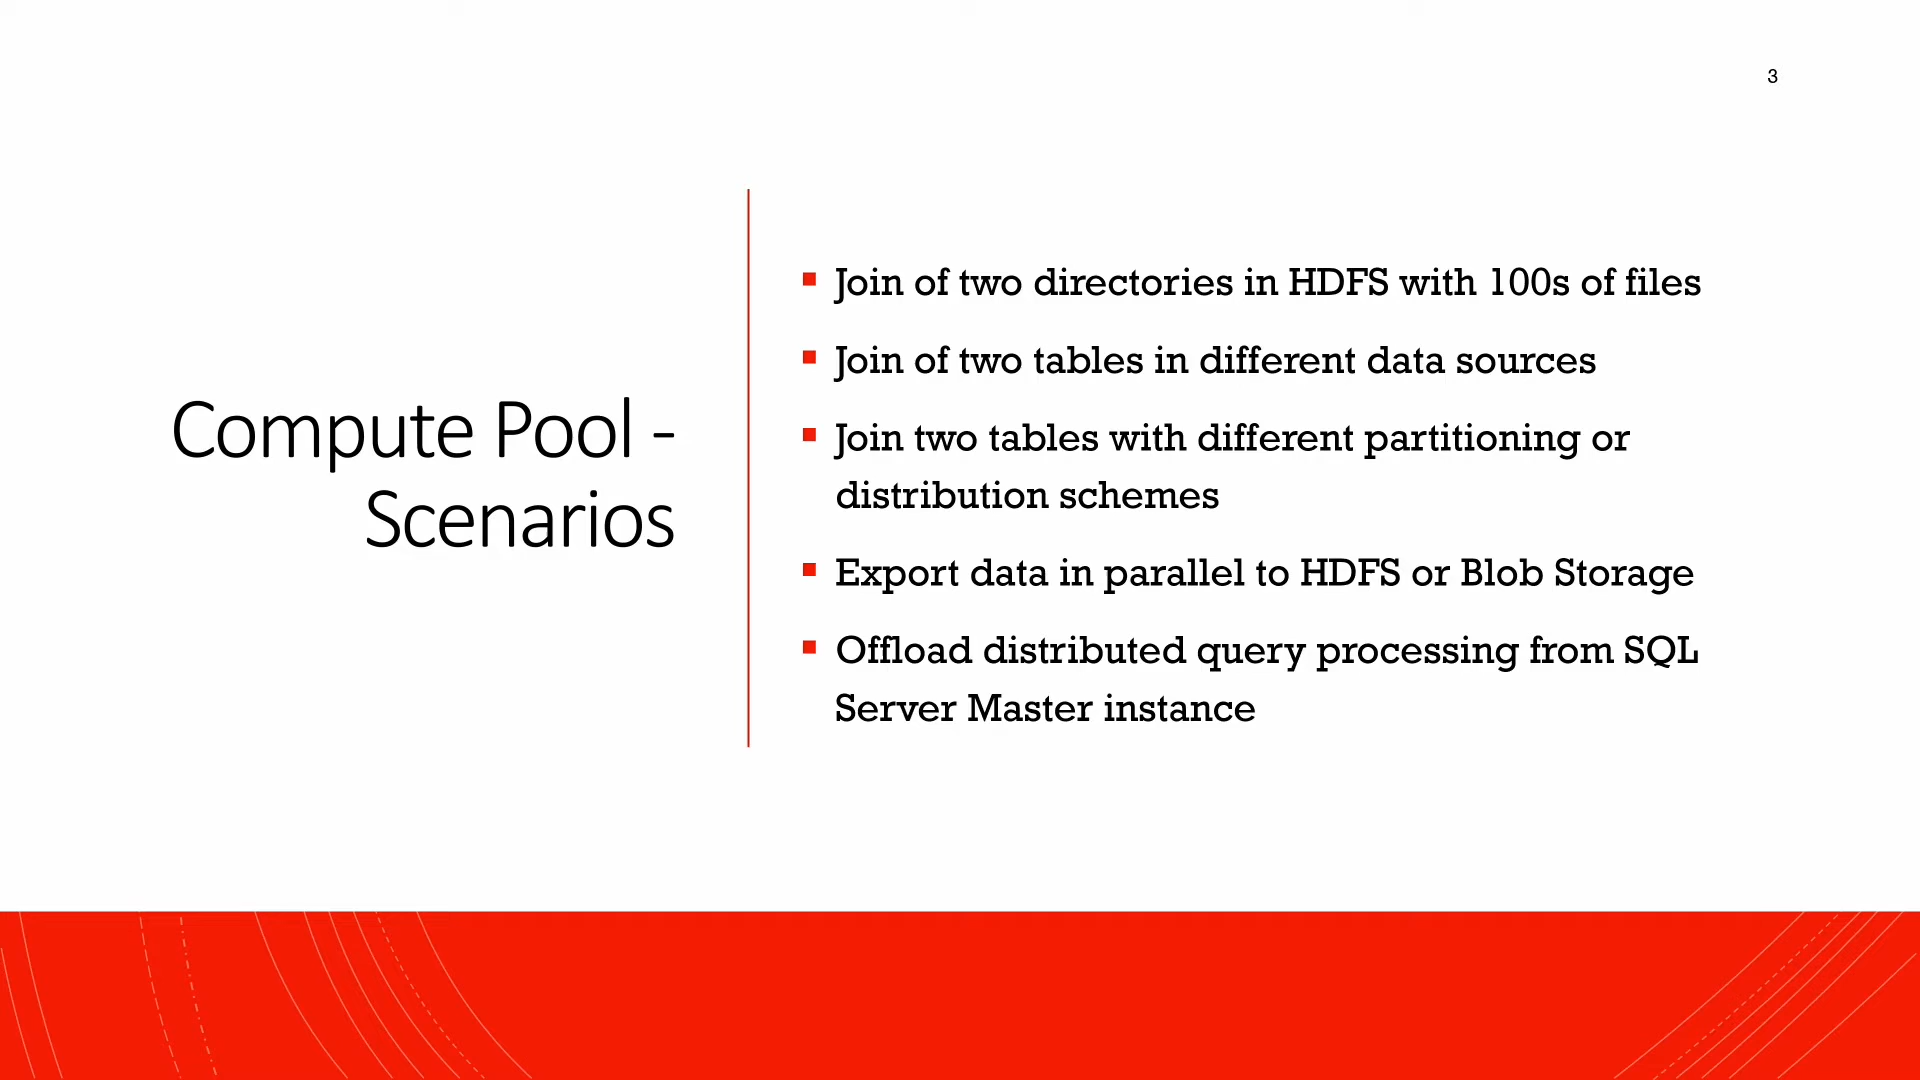 3
Compute Pool -
Scenarios
Join of two directories in HDFS with 100s of files
Join of two tables in different data sources
Join two tables with different partitioning or
distribution schemes
Export data in parallel to HDFS or Blob Storage
Offload distributed query processing from SQL
Server Master instance